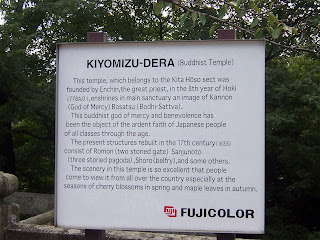 KIYOMIZU-DERA (Buddhist Temple)
This temple, which belongs to the Kita Hōso sect was
founded by Enchin, the great priest, in the 8th year of Hoki
(778A.D.), enshrines in main sanctuary an image of Kannon
(God of Mercy) Bosatsu (Bodhi-Sattva).
This buddhist god of mercy and benevolence has
been the object of the ardent faith of Japanese people
of all classes through the age.
The present structures rebuilt in the 17th century (1633)
consist of Romon (two storied gate) Sanjunoto
(three storied pagoda), Shoro (belfry), and some others.
The scenery in this temple is so excellent that people
come to view it from all over the country especially at the
seasons of cherry blossoms in spring and maple leaves in autumn.
FUJI FUJICOLOR